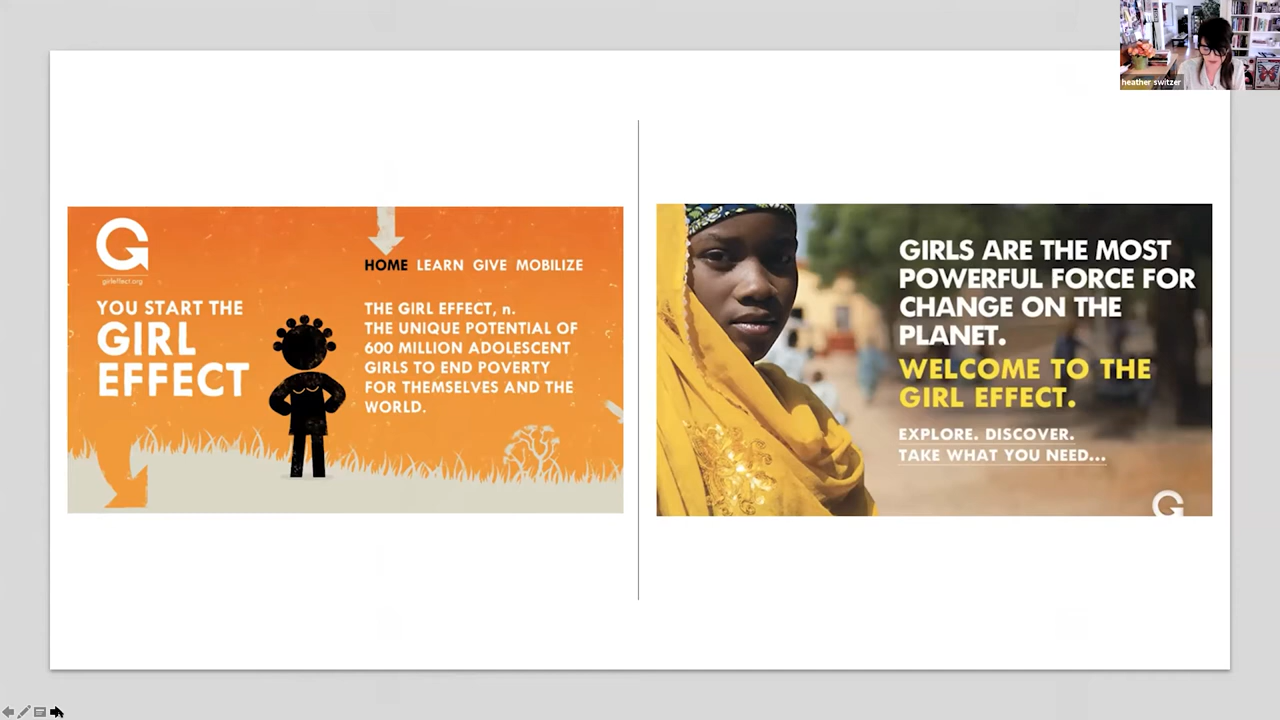 heather switzer
G
girleffect.org
YOU START THE
GIRL
EFFECT
HOME LEARN GIVE MOBILIZE
THE GIRL EFFECT, n.
THE UNIQUE POTENTIAL OF
600 MILLION ADOLESCENT
GIRLS TO END POVERTY
FOR THEMSELVES AND THE
WORLD.
GIRLS ARE THE MOST
POWERFUL FORCE FOR
CHANGE ON THE
PLANET.
WELCOME TO THE
GIRL EFFECT.
EXPLORE. DISCOVER.
TAKE WHAT YOU NEED...
G